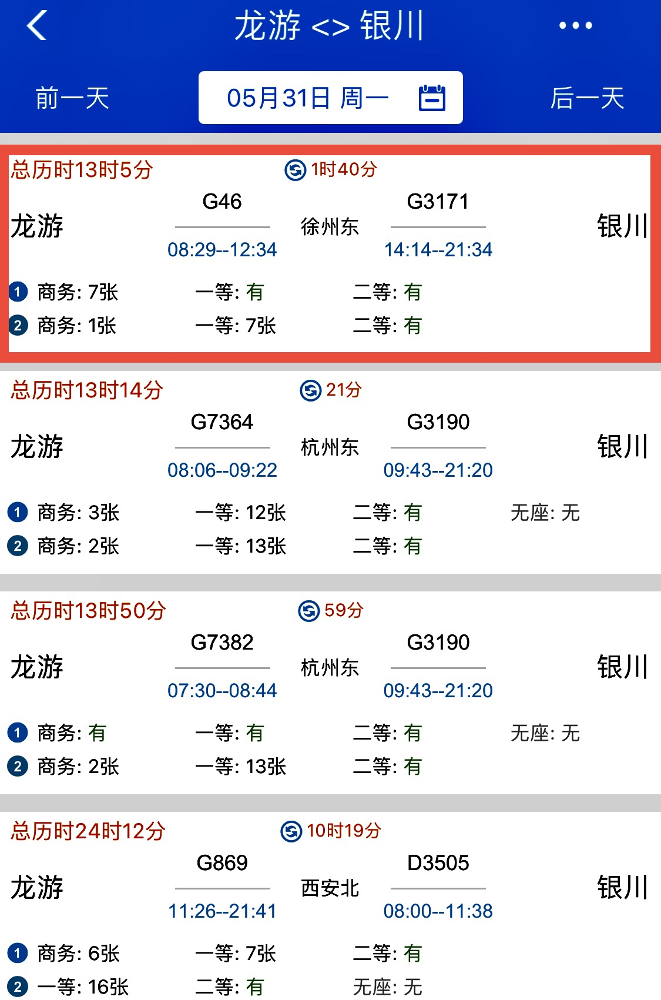 龙游 <> 银川
前一天 05月31日 周一 后一天
总历时13时5分 1时40分
G46 G3171
龙游 徐州东 银川
08:29--12:34 14:14--21:34
1 商务: 7张 一等: 有 二等: 有
2 商务: 1张 一等: 7张 二等: 有
总历时13时14分 21分
G7364 G3190
龙游 杭州东 银川
08:06--09:22 09:43--21:20
1 商务: 3张 一等: 12张 二等: 有 无座: 无
2 商务: 2张 一等: 13张 二等: 有
总历时13时50分 59分
G7382 G3190
龙游 杭州东 银川
07:30--08:44 09:43--21:20
1 商务: 有 一等: 有 二等: 有 无座: 无
2 商务: 2张 一等: 13张 二等: 有
总历时24时12分 10时19分
G869 D3505
龙游 西安北 银川
11:26--21:41 08:00--11:38
1 商务: 6张 一等: 7张 二等: 有
2 一等: 16张 二等: 有 无座: 无